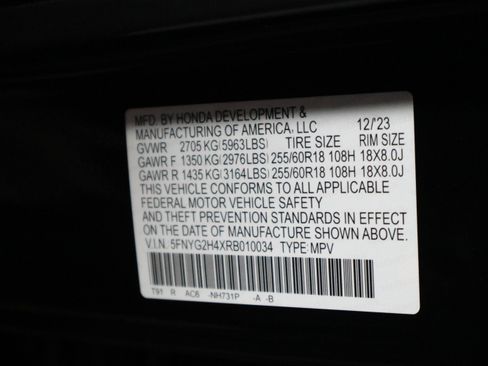 MFD. BY HONDA DEVELOPMENT &
MANUFACTURING OF AMERICA, LLC 12/23
GVWR 2705 KG(5963LBS) TIRE SIZE RIM SIZE
GAWR F 1350 KG(2976LBS) 255/60R18 108H 18X8.0J
GAWR R 1435 KG(3164LBS) 255/60R18 108H 18X8.0J
THIS VEHICLE CONFORMS TO ALL APPLICABLE
FEDERAL MOTOR VEHICLE SAFETY
AND THEFT PREVENTION STANDARDS IN EFFECT
ON THE DATE OF MANUFACTURE SHOWN ABOVE.
V.I.N. 5FNYG2H4XRB010034 TYPE: MPV
T91 R AC6 -NH731P -A -B